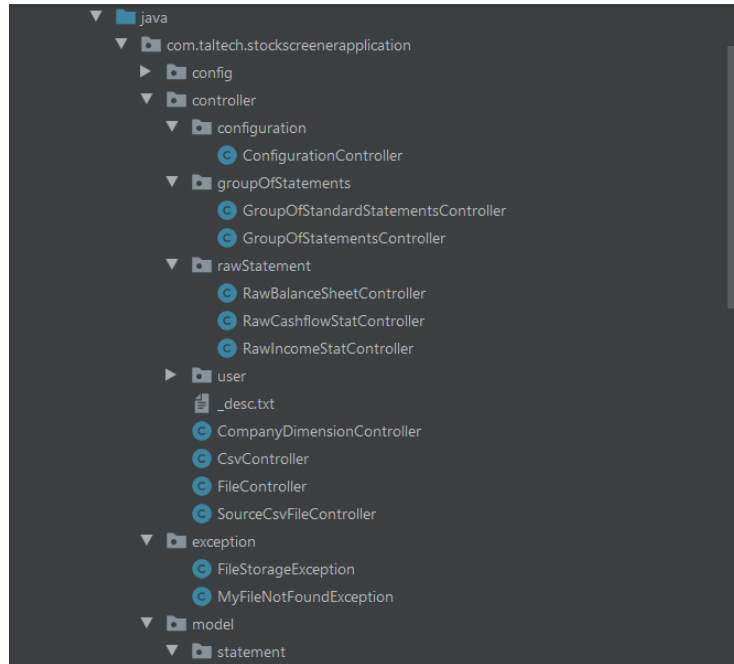 java
com.taltech.stockscreenerapplication
config
controller
configuration
ConfigurationController
groupOfStatements
GroupOfStandardStatementsController
GroupOfStatementsController
rawStatement
RawBalanceSheetController
RawCashflowStatController
RawIncomeStatController
user
_desc.txt
CompanyDimensionController
CsvController
FileController
SourceCsvFileController
exception
FileStorageException
MyFileNotFoundException
model
statement